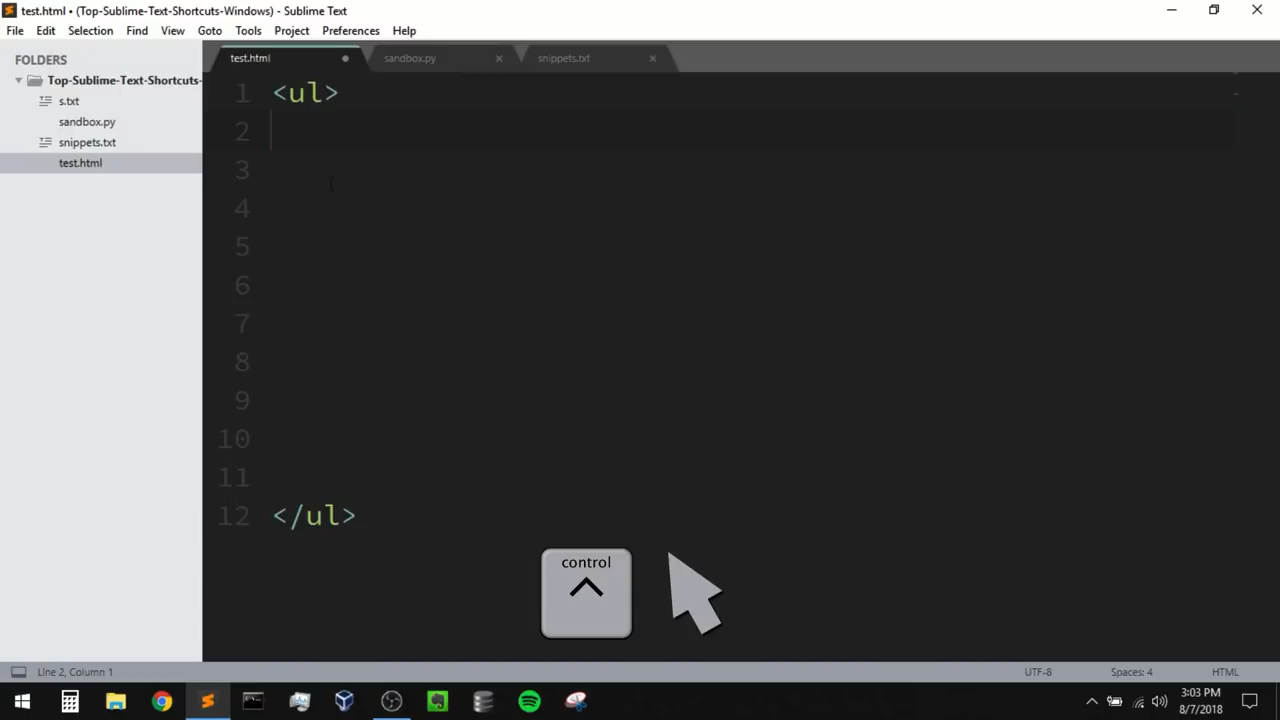 test.html • (Top-Sublime-Text-Shortcuts-Windows) - Sublime Text
File Edit Selection Find View Goto Tools Project Preferences Help
FOLDERS
Top-Sublime-Text-Shortcuts-
s.txt
sandbox.py
snippets.txt
test.html
test.html sandbox.py snippets.txt
1 <ul>
2
3
4
5
6
7
8
9
10
11
12 </ul>
control
Line 2, Column 1 UTF-8 Spaces: 4 HTML
3:03 PM
8/7/2018